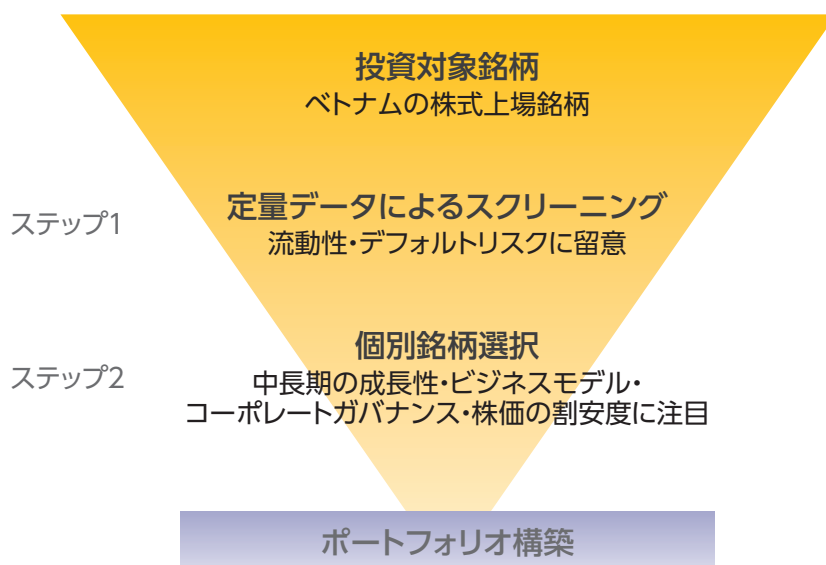 投資対象銘柄
ベトナムの株式上場銘柄
ステップ1
定量データによるスクリーニング
流動性・デフォルトリスクに留意
ステップ2
個別銘柄選択
中長期の成長性・ビジネスモデル・
コーポレートガバナンス・株価の割安度に注目
ポートフォリオ構築